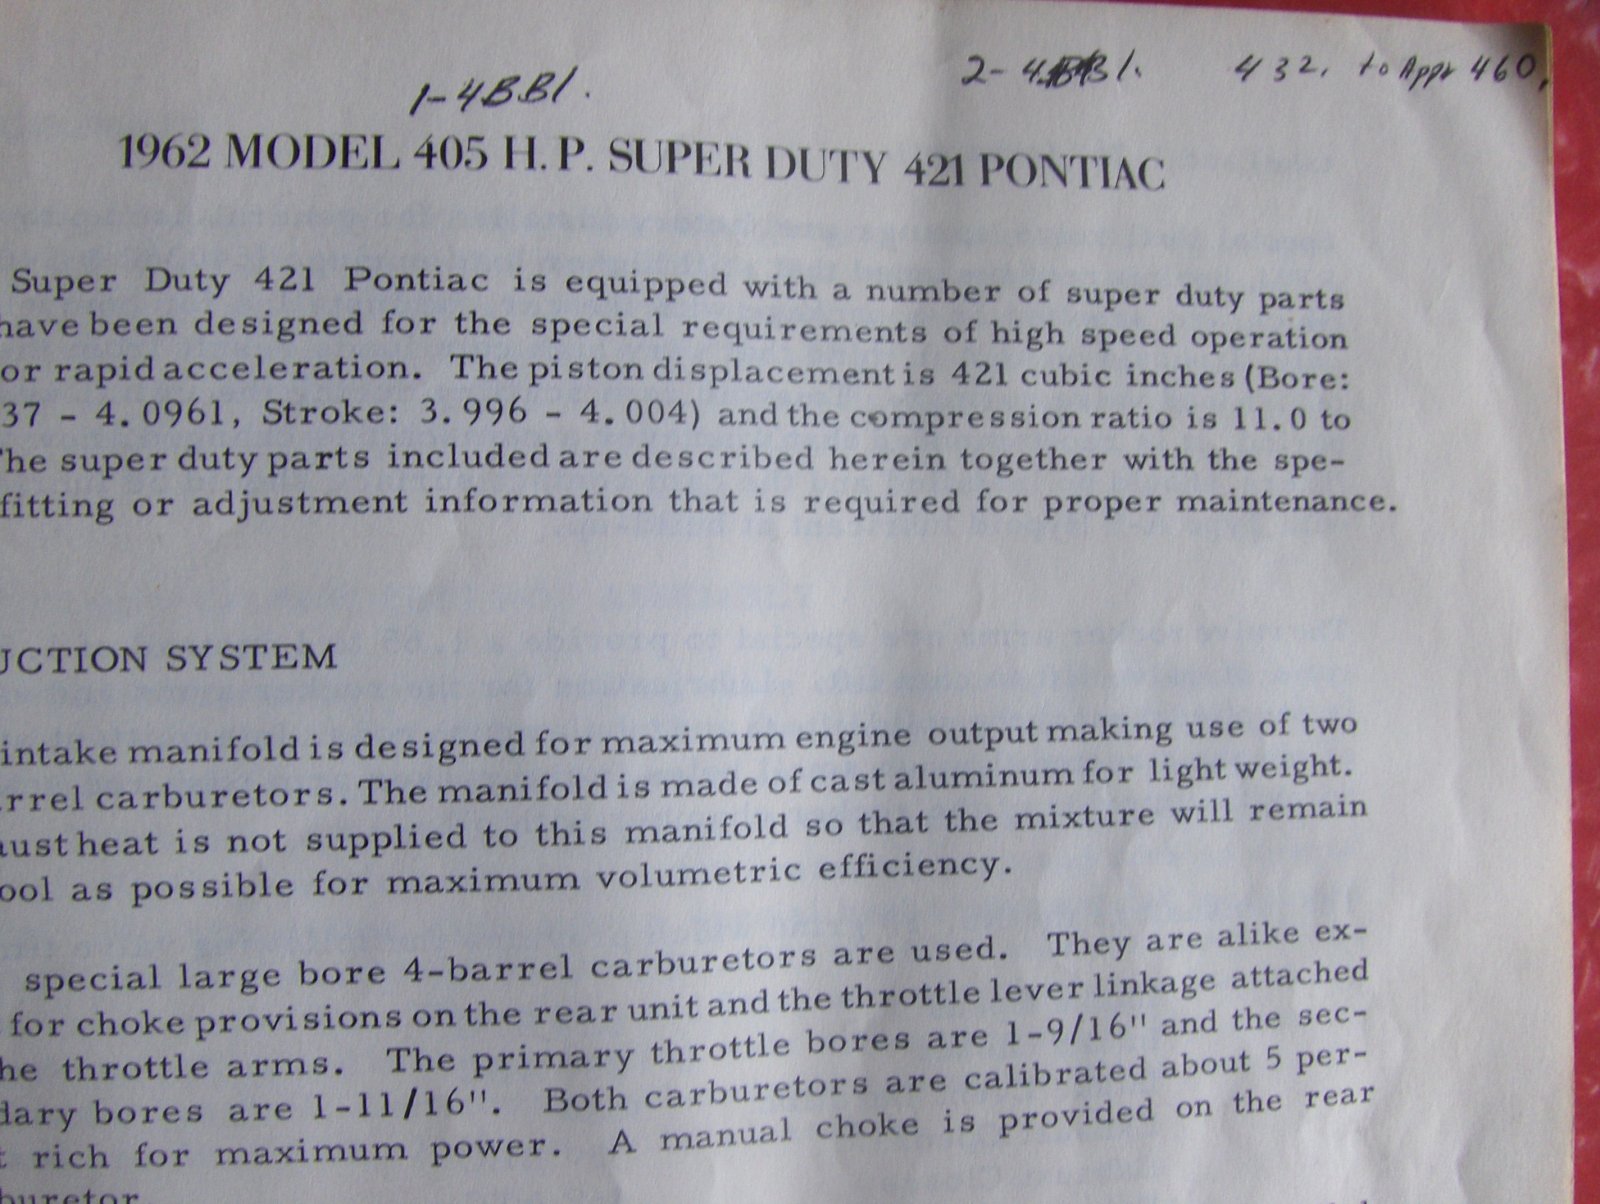 1-4BBl.
2-4BBl. 432. to Appx 460,
1962 MODEL 405 H.P. SUPER DUTY 421 PONTIAC
Super Duty 421 Pontiac is equipped with a number of super duty parts
have been designed for the special requirements of high speed operation
or rapid acceleration. The piston displacement is 421 cubic inches (Bore:
37 - 4.0961, Stroke: 3.996 - 4.004) and the compression ratio is 11.0 to
The super duty parts included are described herein together with the spe-
fitting or adjustment information that is required for proper maintenance.
UCTION SYSTEM
intake manifold is designed for maximum engine output making use of two
rrel carburetors. The manifold is made of cast aluminum for light weight.
aust heat is not supplied to this manifold so that the mixture will remain
ool as possible for maximum volumetric efficiency.
special large bore 4-barrel carburetors are used. They are alike ex-
for choke provisions on the rear unit and the throttle lever linkage attached
he throttle arms. The primary throttle bores are 1-9/16" and the sec-
dary bores are 1-11/16". Both carburetors are calibrated about 5 per-
t rich for maximum power. A manual choke is provided on the rear
buretor.